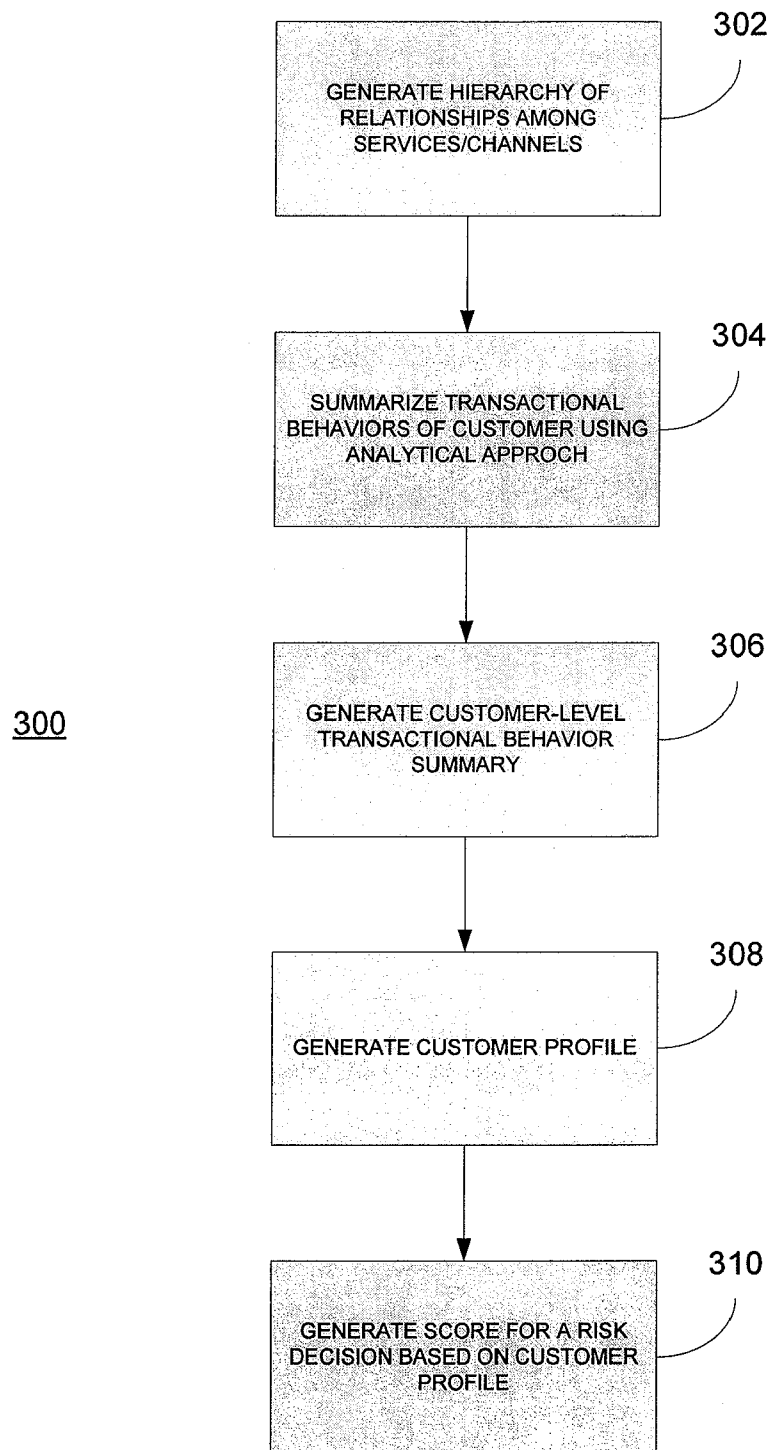 302
GENERATE HIERARCHY OF
RELATIONSHIPS AMONG
SERVICES/CHANNELS
304
SUMMARIZE TRANSACTIONAL
BEHAVIORS OF CUSTOMER USING
ANALYTICAL APPROCH
306
GENERATE CUSTOMER-LEVEL
TRANSACTIONAL BEHAVIOR
SUMMARY
300
308
GENERATE CUSTOMER PROFILE
310
GENERATE SCORE FOR A RISK
DECISION BASED ON CUSTOMER
PROFILE